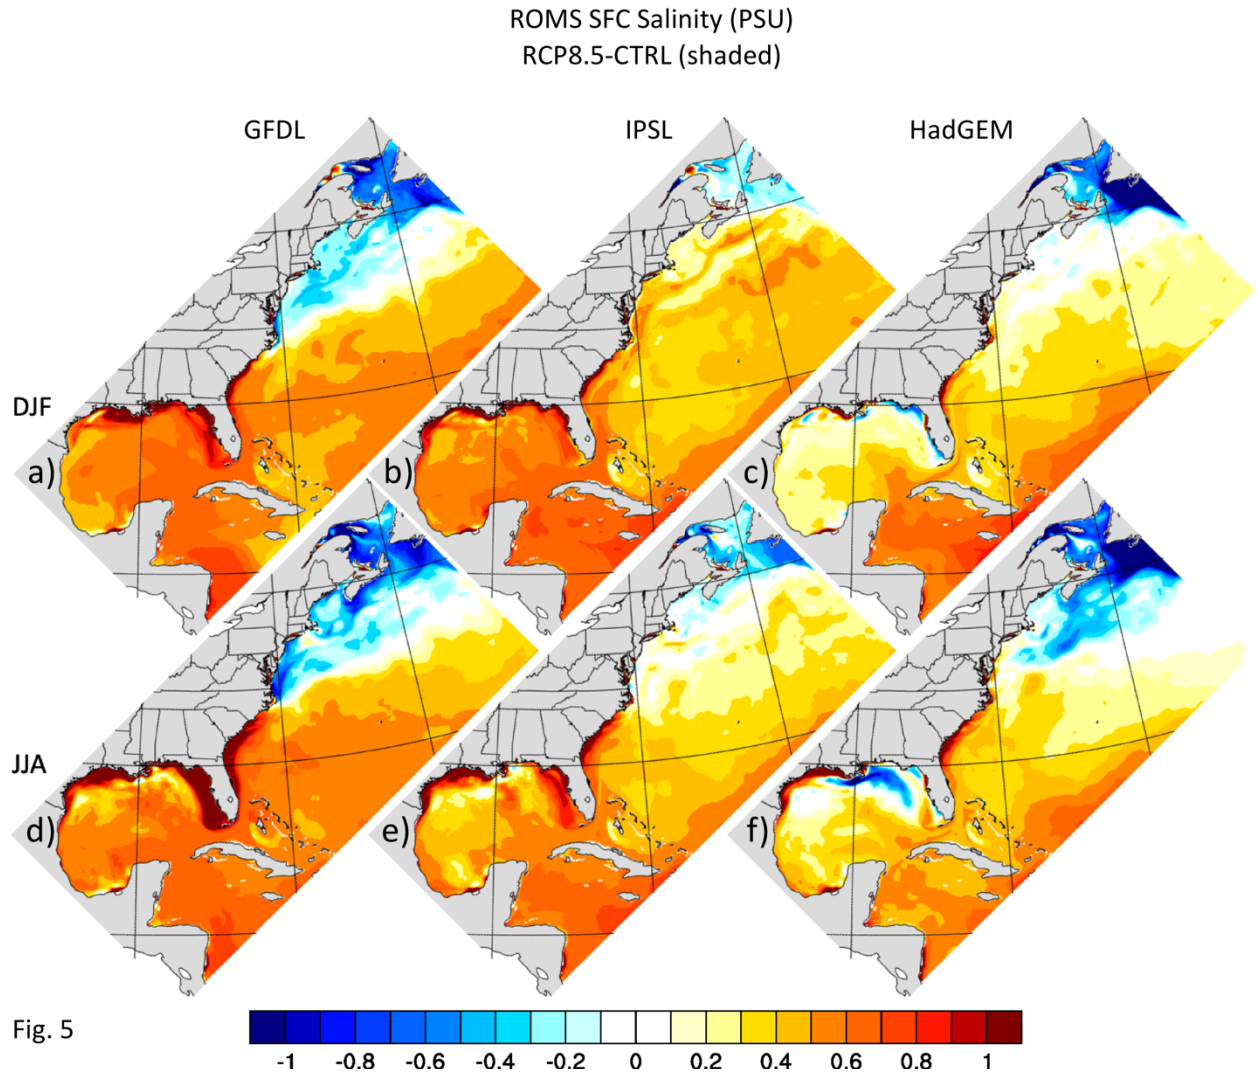 ROMS SFC Salinity (PSU)
RCP8.5-CTRL (shaded)
GFDL IPSL HadGEM
DJF
a) b) c)
JJA
d) e) f)
Fig. 5
-1 -0.8 -0.6 -0.4 -0.2 0 0.2 0.4 0.6 0.8 1